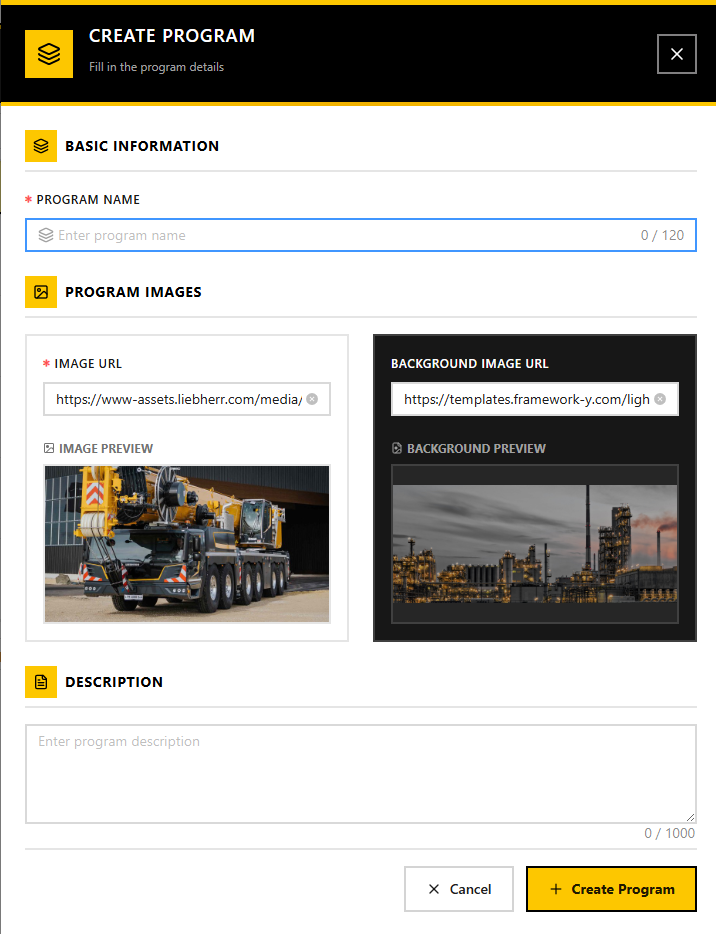 CREATE PROGRAM
Fill in the program details
BASIC INFORMATION
* PROGRAM NAME
Enter program name
0 / 120
PROGRAM IMAGES
* IMAGE URL
https://www-assets.liebherr.com/media/
IMAGE PREVIEW
BACKGROUND IMAGE URL
https://templates.framework-y.com/ligh
BACKGROUND PREVIEW
DESCRIPTION
Enter program description
0 / 1000
Cancel
Create Program